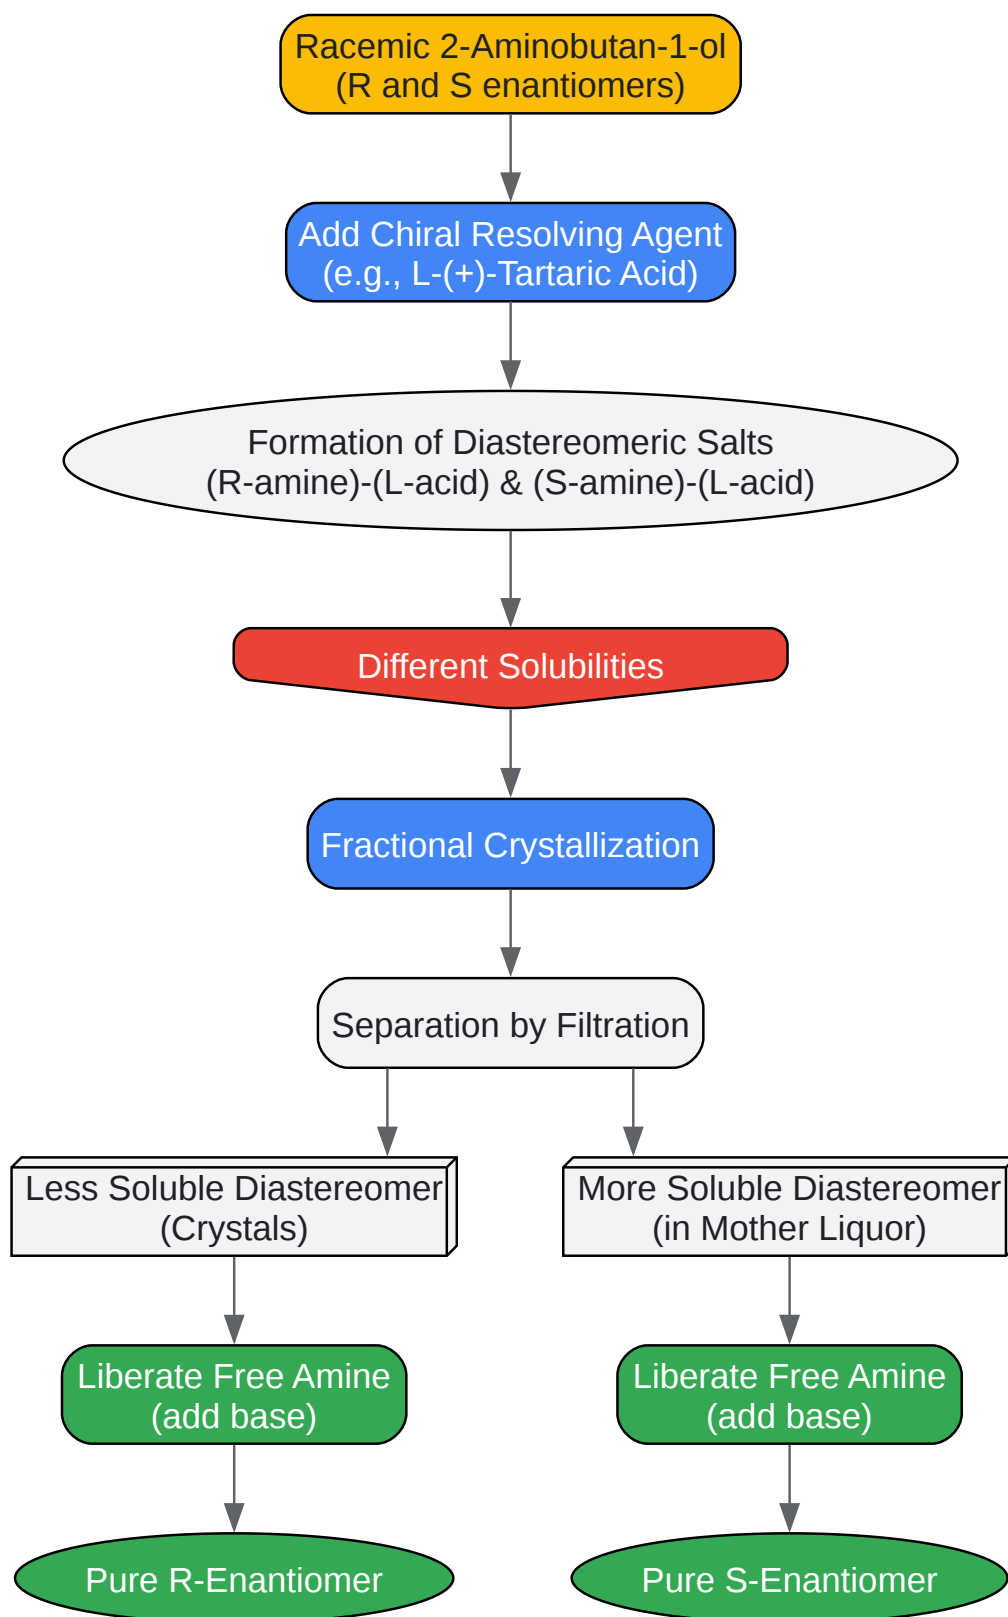 Racemic 2-Aminobutan-1-ol
(R and S enantiomers)
Add Chiral Resolving Agent
(e.g., L-(+)-Tartaric Acid)
Formation of Diastereomeric Salts
(R-amine)-(L-acid) & (S-amine)-(L-acid)
Different Solubilities
Fractional Crystallization
Separation by Filtration
Less Soluble Diastereomer
(Crystals)
More Soluble Diastereomer
(in Mother Liquor)
Liberate Free Amine
(add base)
Liberate Free Amine
(add base)
Pure R-Enantiomer
Pure S-Enantiomer